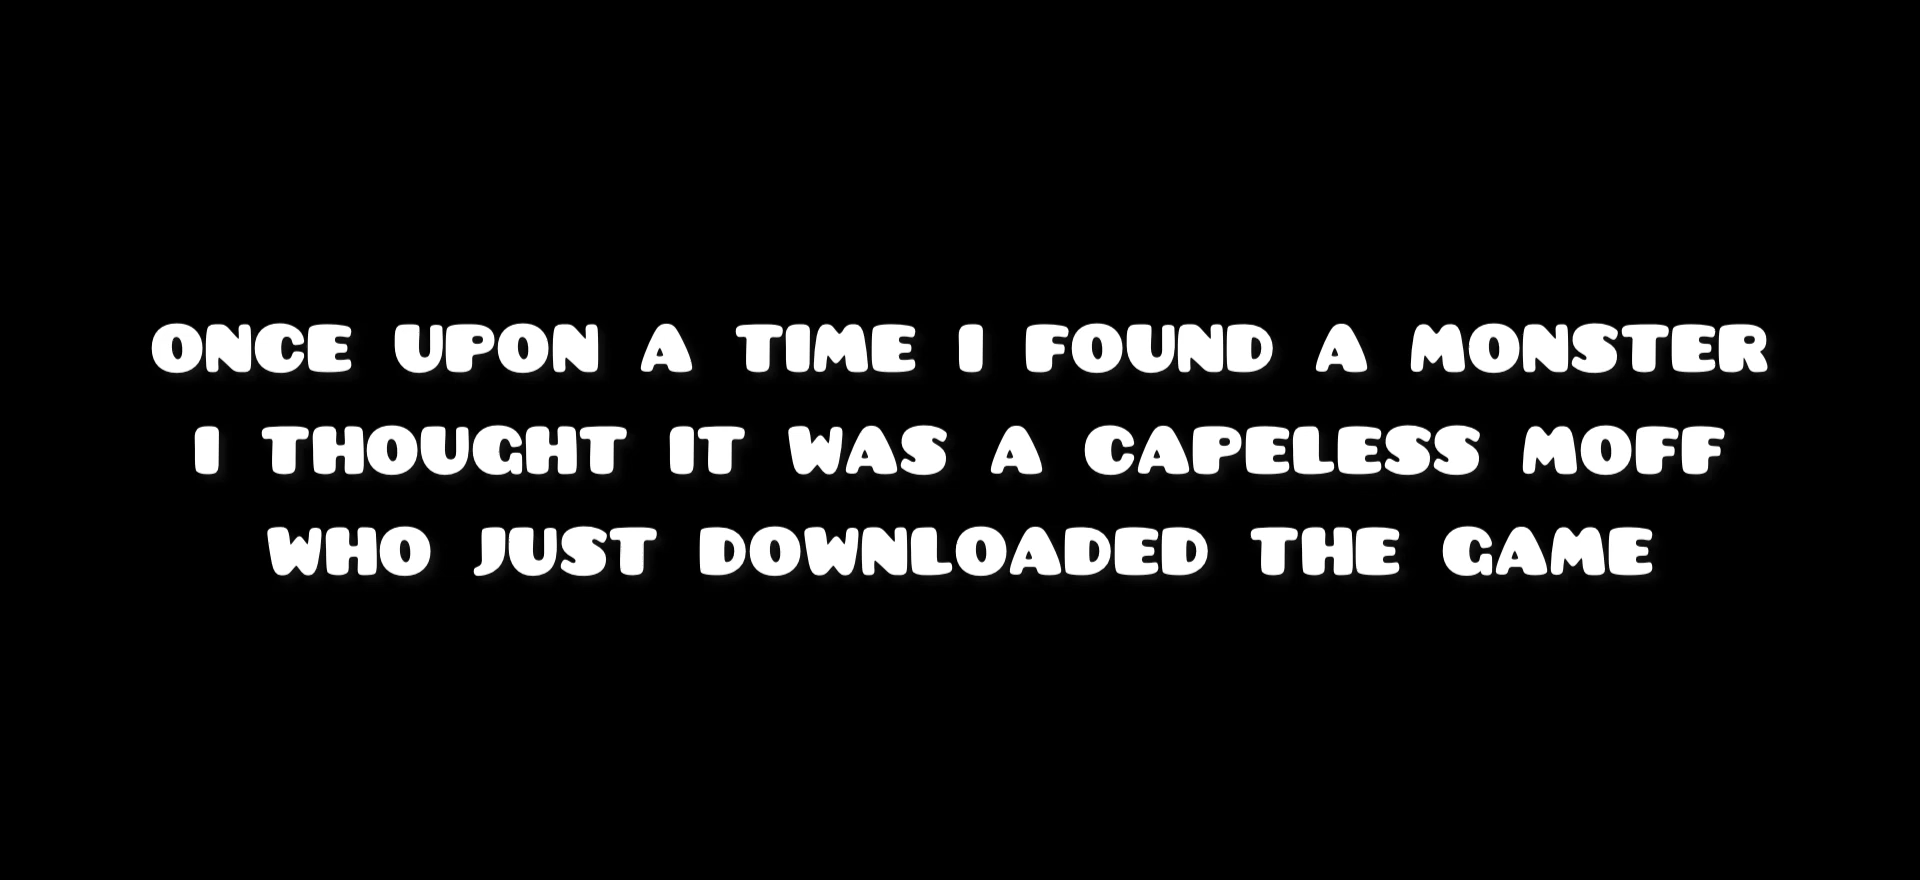 ONCE UPON A TIME I FOUND A MONSTER
I THOUGHT IT WAS A CAPELESS MOFF
WHO JUST DOWNLOADED THE GAME